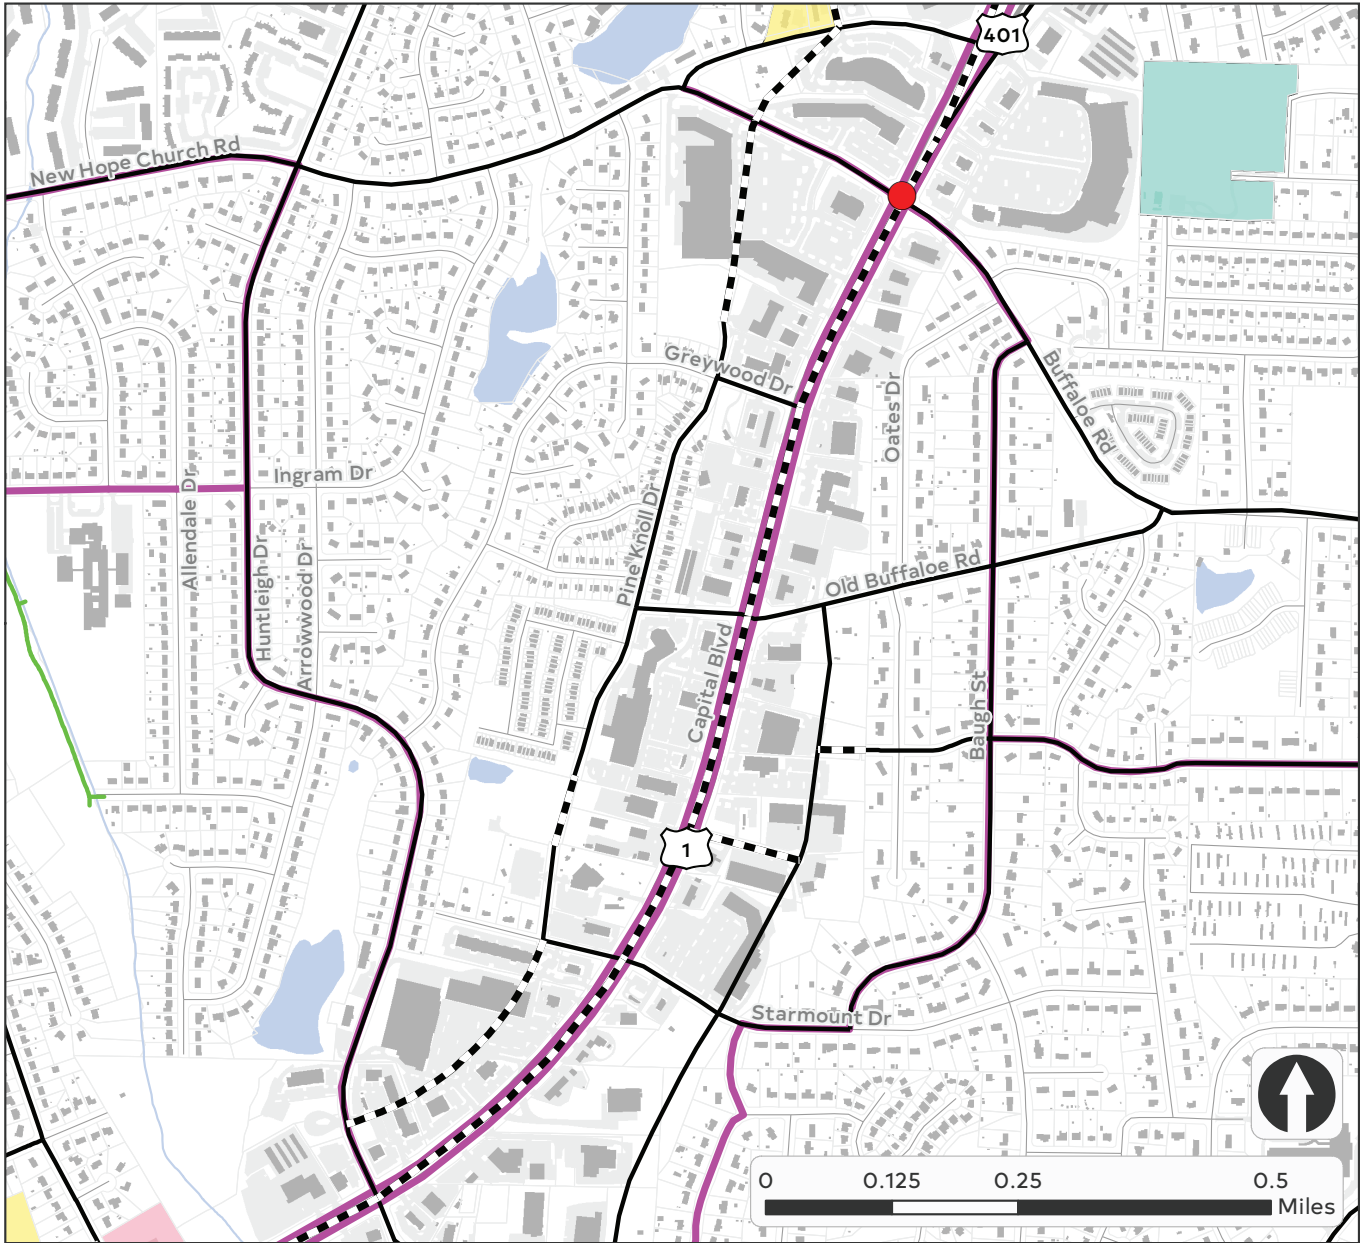 401
New Hope Church Rd
Greywood Dr
Buffaloe Rd
Oates Dr
Ingram Dr
Allendale Dr
Pine Knoll Dr
Huntleigh Dr
Arrowwood Dr
Old Buffaloe Rd
Capital Blvd
Baugh St
1
Starmount Dr
0 0.125 0.25 0.5
Miles